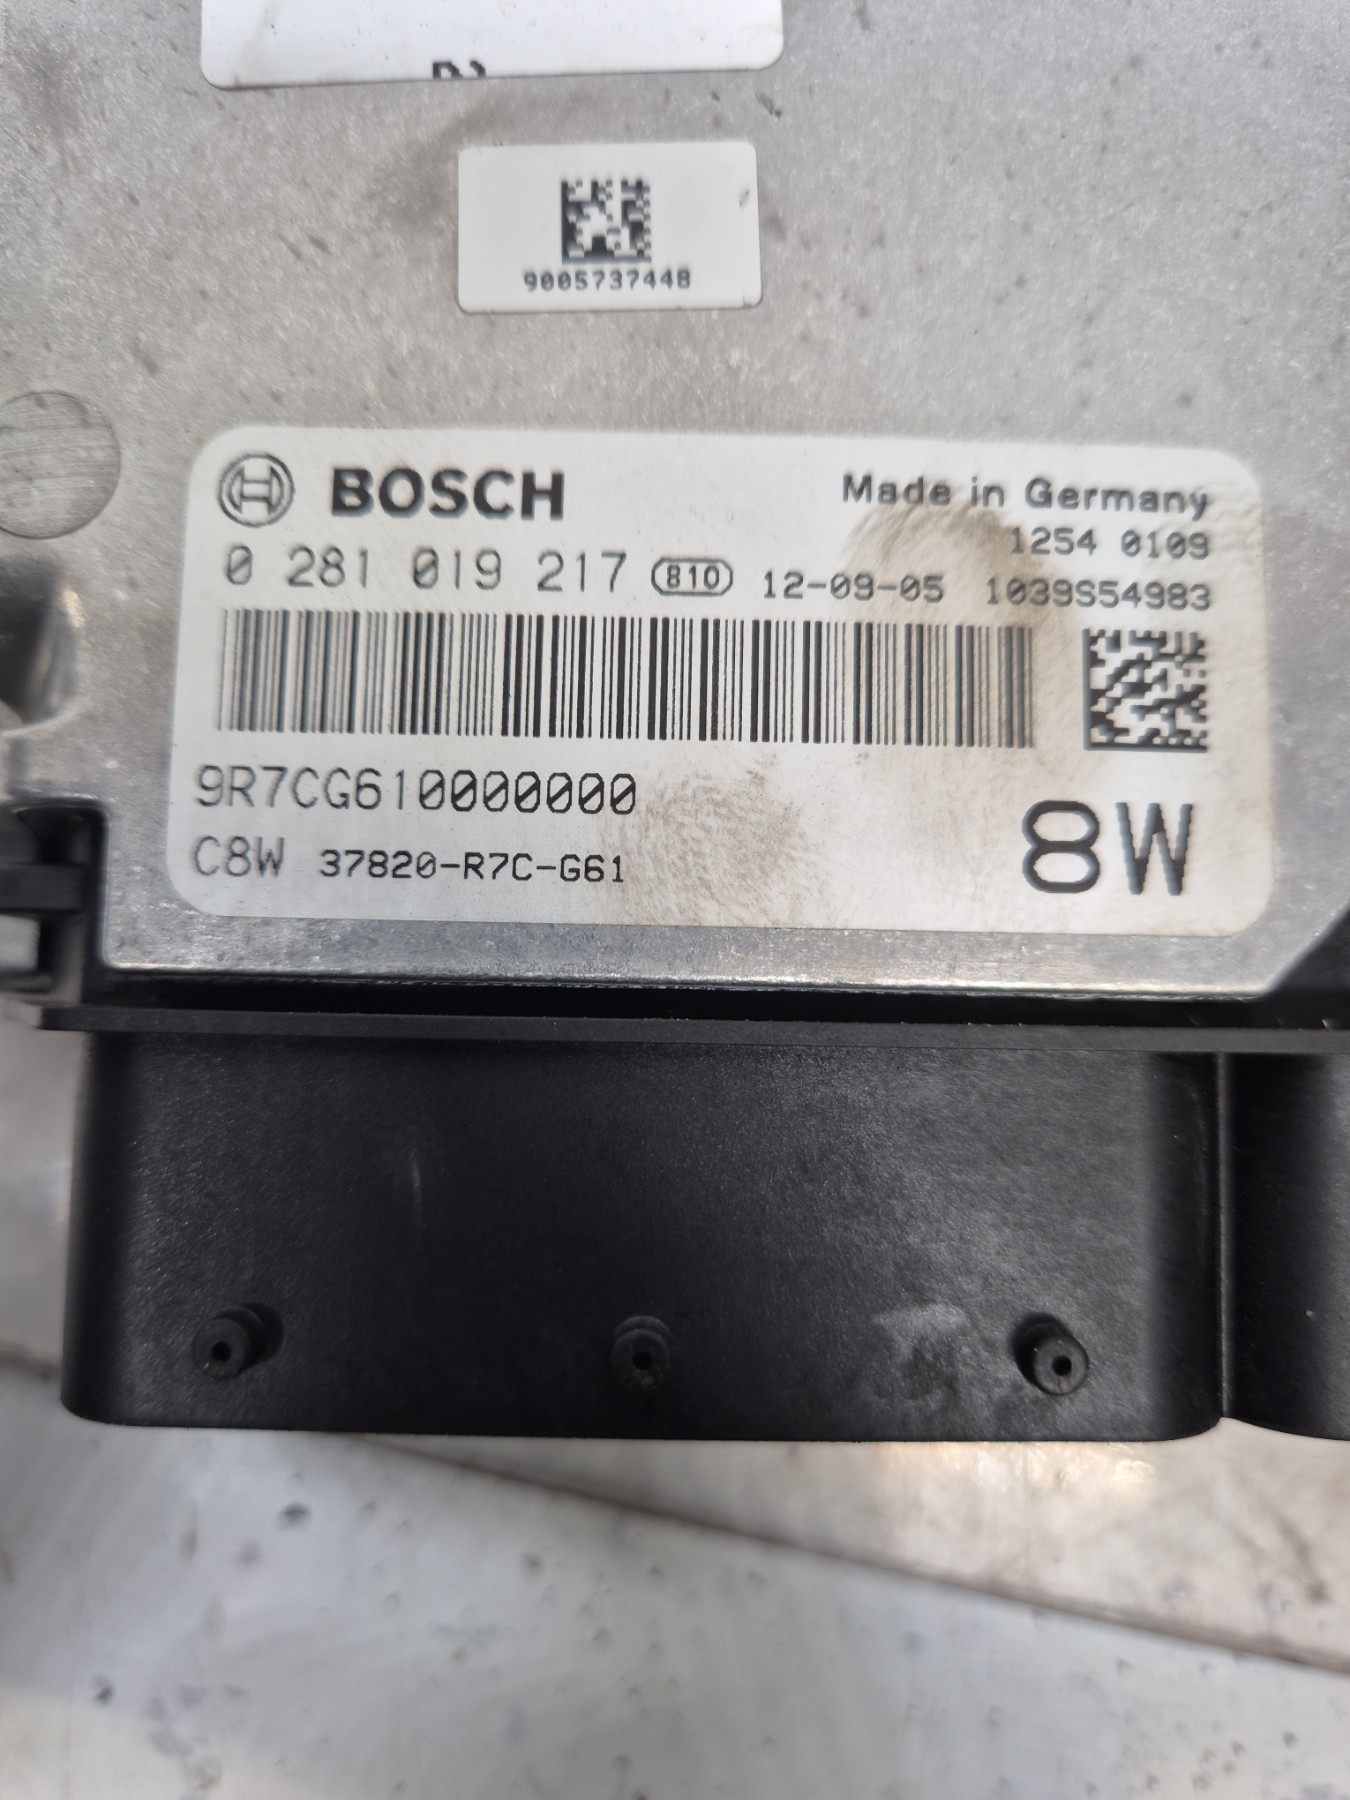 9005737448
BOSCH
Made in Germany
1254 0109
0 281 019 217 810 12-09-05 1039S54983
9R7CG610000000
C8W 37820-R7C-G61
8W